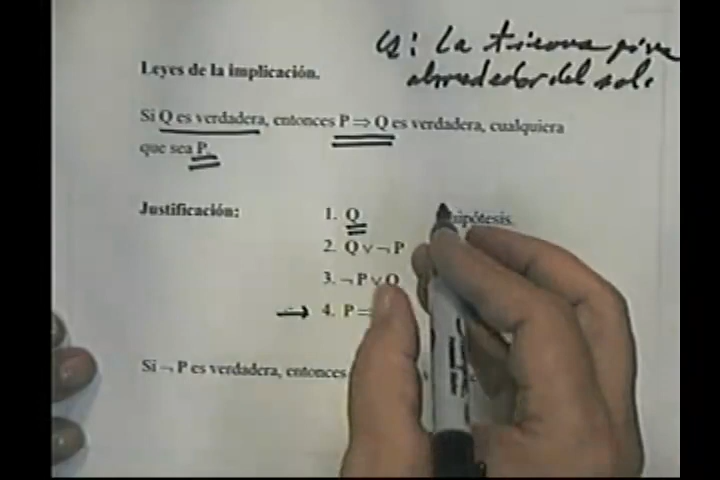 Q: La tierra gira
alrededor del sol.
Leyes de la implicación.
Si Q es verdadera, entonces P ⇒ Q es verdadera, cualquiera
que sea P.
Justificación:
1. Q
2. Q ∨ ¬ P
3. ¬ P ∨ Q
→ 4. P
Si ¬ P es verdadera, entonces